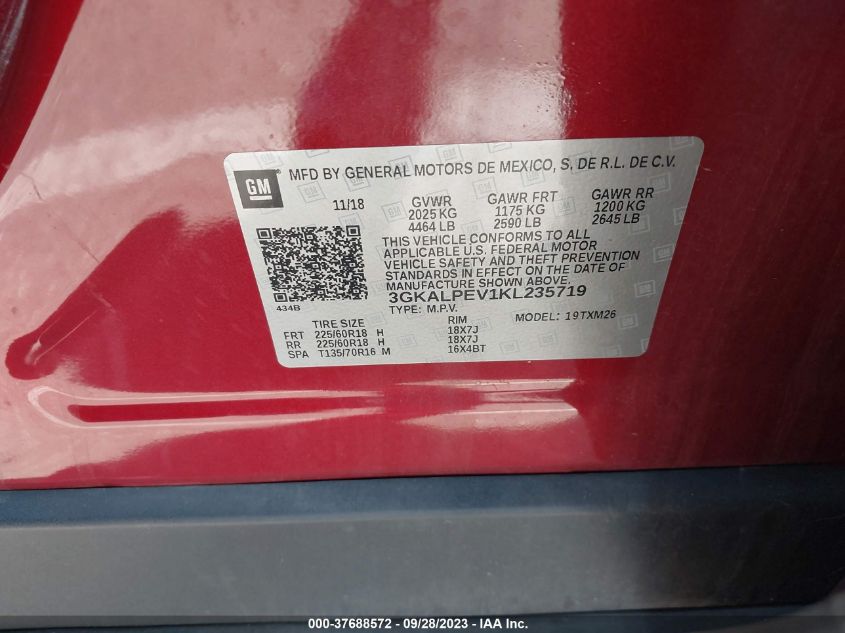 GM
MFD BY GENERAL MOTORS DE MEXICO, S. DE R.L. DE C.V.
11/18 GVWR GAWR FRT GAWR RR
2025 KG 1175 KG 1200 KG
4464 LB 2590 LB 2645 LB
THIS VEHICLE CONFORMS TO ALL
APPLICABLE U.S. FEDERAL MOTOR
VEHICLE SAFETY AND THEFT PREVENTION
STANDARDS IN EFFECT ON THE DATE OF
MANUFACTURE SHOWN ABOVE.
434B 3GKALPEV1KL235719
TYPE: M.P.V. MODEL: 19TXM26
TIRE SIZE RIM
FRT 225/60R18 H 18X7J
RR 225/60R18 H 18X7J
SPA T135/70R16 M 16X4BT
000-37688572 - 09/28/2023 - IAA Inc.